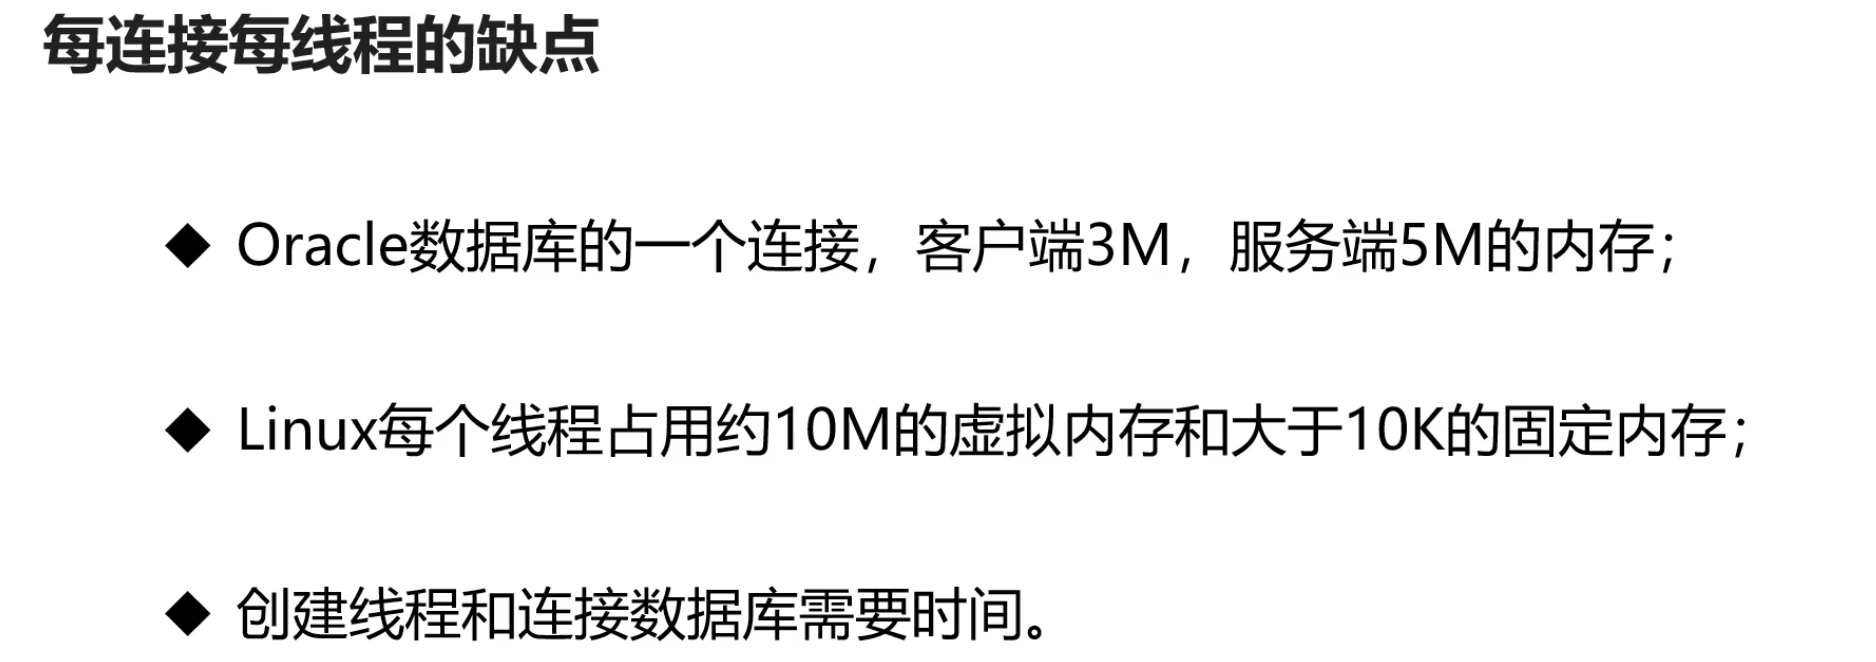 每连接每线程的缺点
◆ Oracle数据库的一个连接，客户端3M，服务端5M的内存；
◆ Linux每个线程占用约10M的虚拟内存和大于10K的固定内存；
◆ 创建线程和连接数据库需要时间。